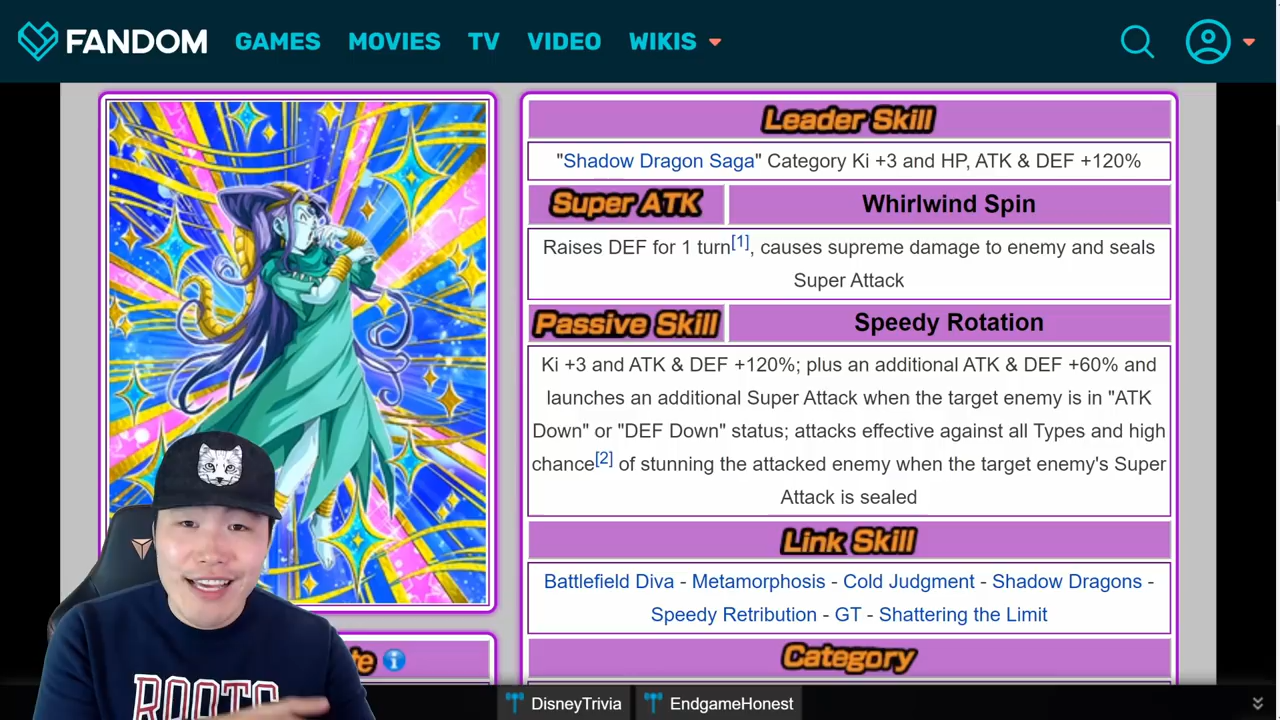 FANDOM GAMES MOVIES TV VIDEO WIKIS
Leader Skill
"Shadow Dragon Saga" Category Ki +3 and HP, ATK & DEF +120%
Super ATK
Whirlwind Spin
Raises DEF for 1 turn[1], causes supreme damage to enemy and seals
Super Attack
Passive Skill
Speedy Rotation
Ki +3 and ATK & DEF +120%; plus an additional ATK & DEF +60% and
launches an additional Super Attack when the target enemy is in "ATK
Down" or "DEF Down" status; attacks effective against all Types and high
chance[2] of stunning the attacked enemy when the target enemy's Super
Attack is sealed
Link Skill
Battlefield Diva - Metamorphosis - Cold Judgment - Shadow Dragons -
Speedy Retribution - GT - Shattering the Limit
Category
ROOTS
DisneyTrivia
EndgameHonest